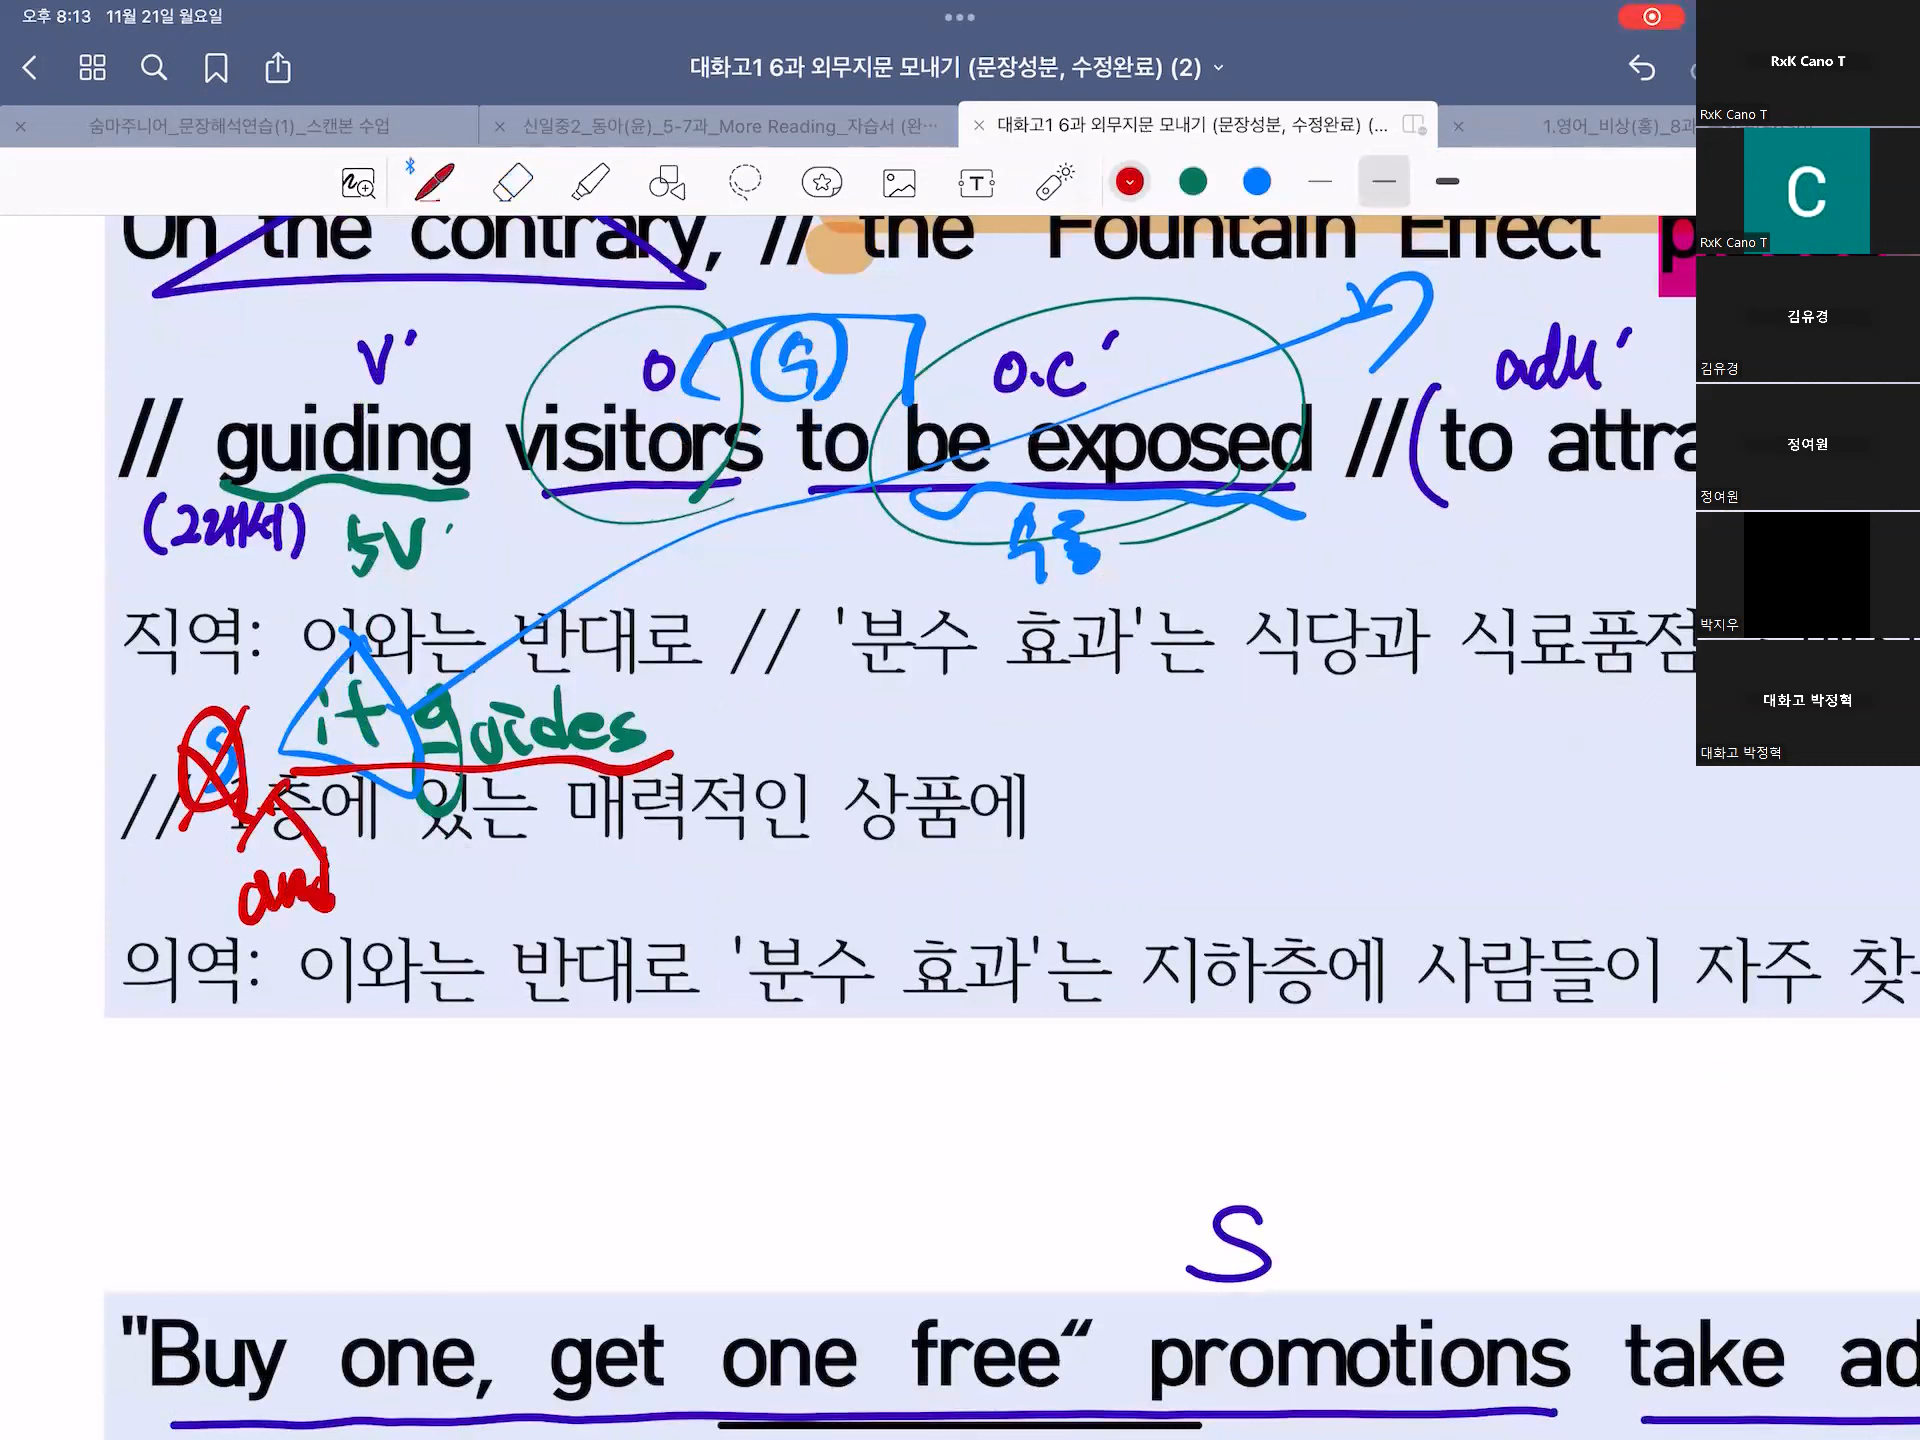 오후 8:13 11월 21일 월요일
대화고1 6과 외무지문 모내기 (문장성분, 수정완료) (2)
숨마주니어_문장해석연습(1)_스캔본 수업
신일중2_동아(윤)_5-7과_More Reading_자습서 (완…
대화고1 6과 외무지문 모내기 (문장성분, 수정완료) (…
1.영어_비상(홍)_8과
RxK Cano T
RxK Cano T
C
RxK Cano T
김유경
김유경
정여원
정여원
박지우
대화고 박정혁
대화고 박정혁
On the contrary, // the Fountain Effect
v' o o.c' adv'
// guiding visitors to be exposed // (to attra
(그래서) 5V' 수동
직역: 이와는 반대로 // '분수 효과'는 식당과 식료품점
S it guides
// 1층에 있는 매력적인 상품에
and
의역: 이와는 반대로 '분수 효과'는 지하층에 사람들이 자주 찾
S
"Buy one, get one free“ promotions take ad